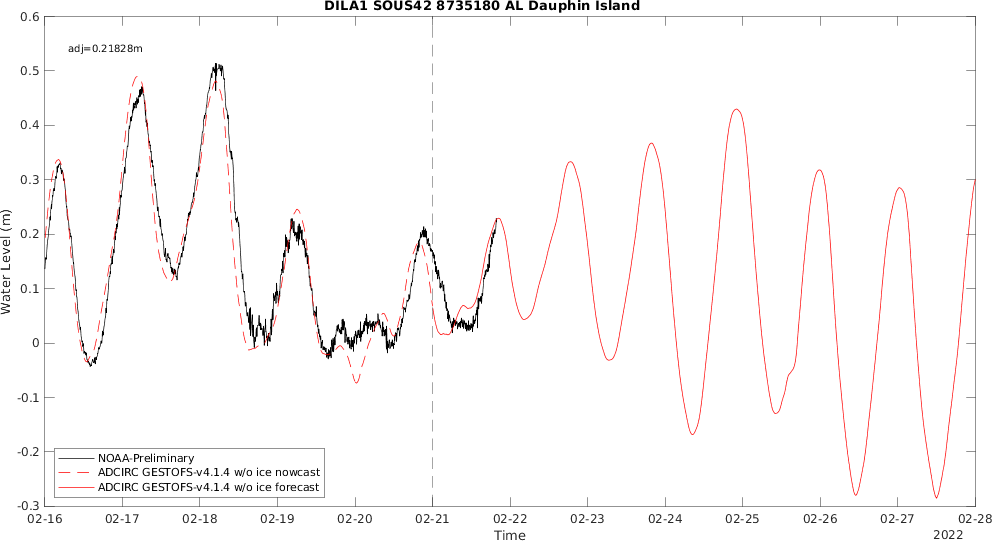 DILA1 SOUS42 8735180 AL Dauphin Island
0.6
adj=0.21828m
0.5
0.4
0.3
0.2
0.1
0
-0.1
-0.2
-0.3
Water Level (m)
NOAA-Preliminary
ADCIRC GESTOFS-v4.1.4 w/o ice nowcast
ADCIRC GESTOFS-v4.1.4 w/o ice forecast
02-16 02-17 02-18 02-19 02-20 02-21 02-22 02-23 02-24 02-25 02-26 02-27 02-28
Time
2022